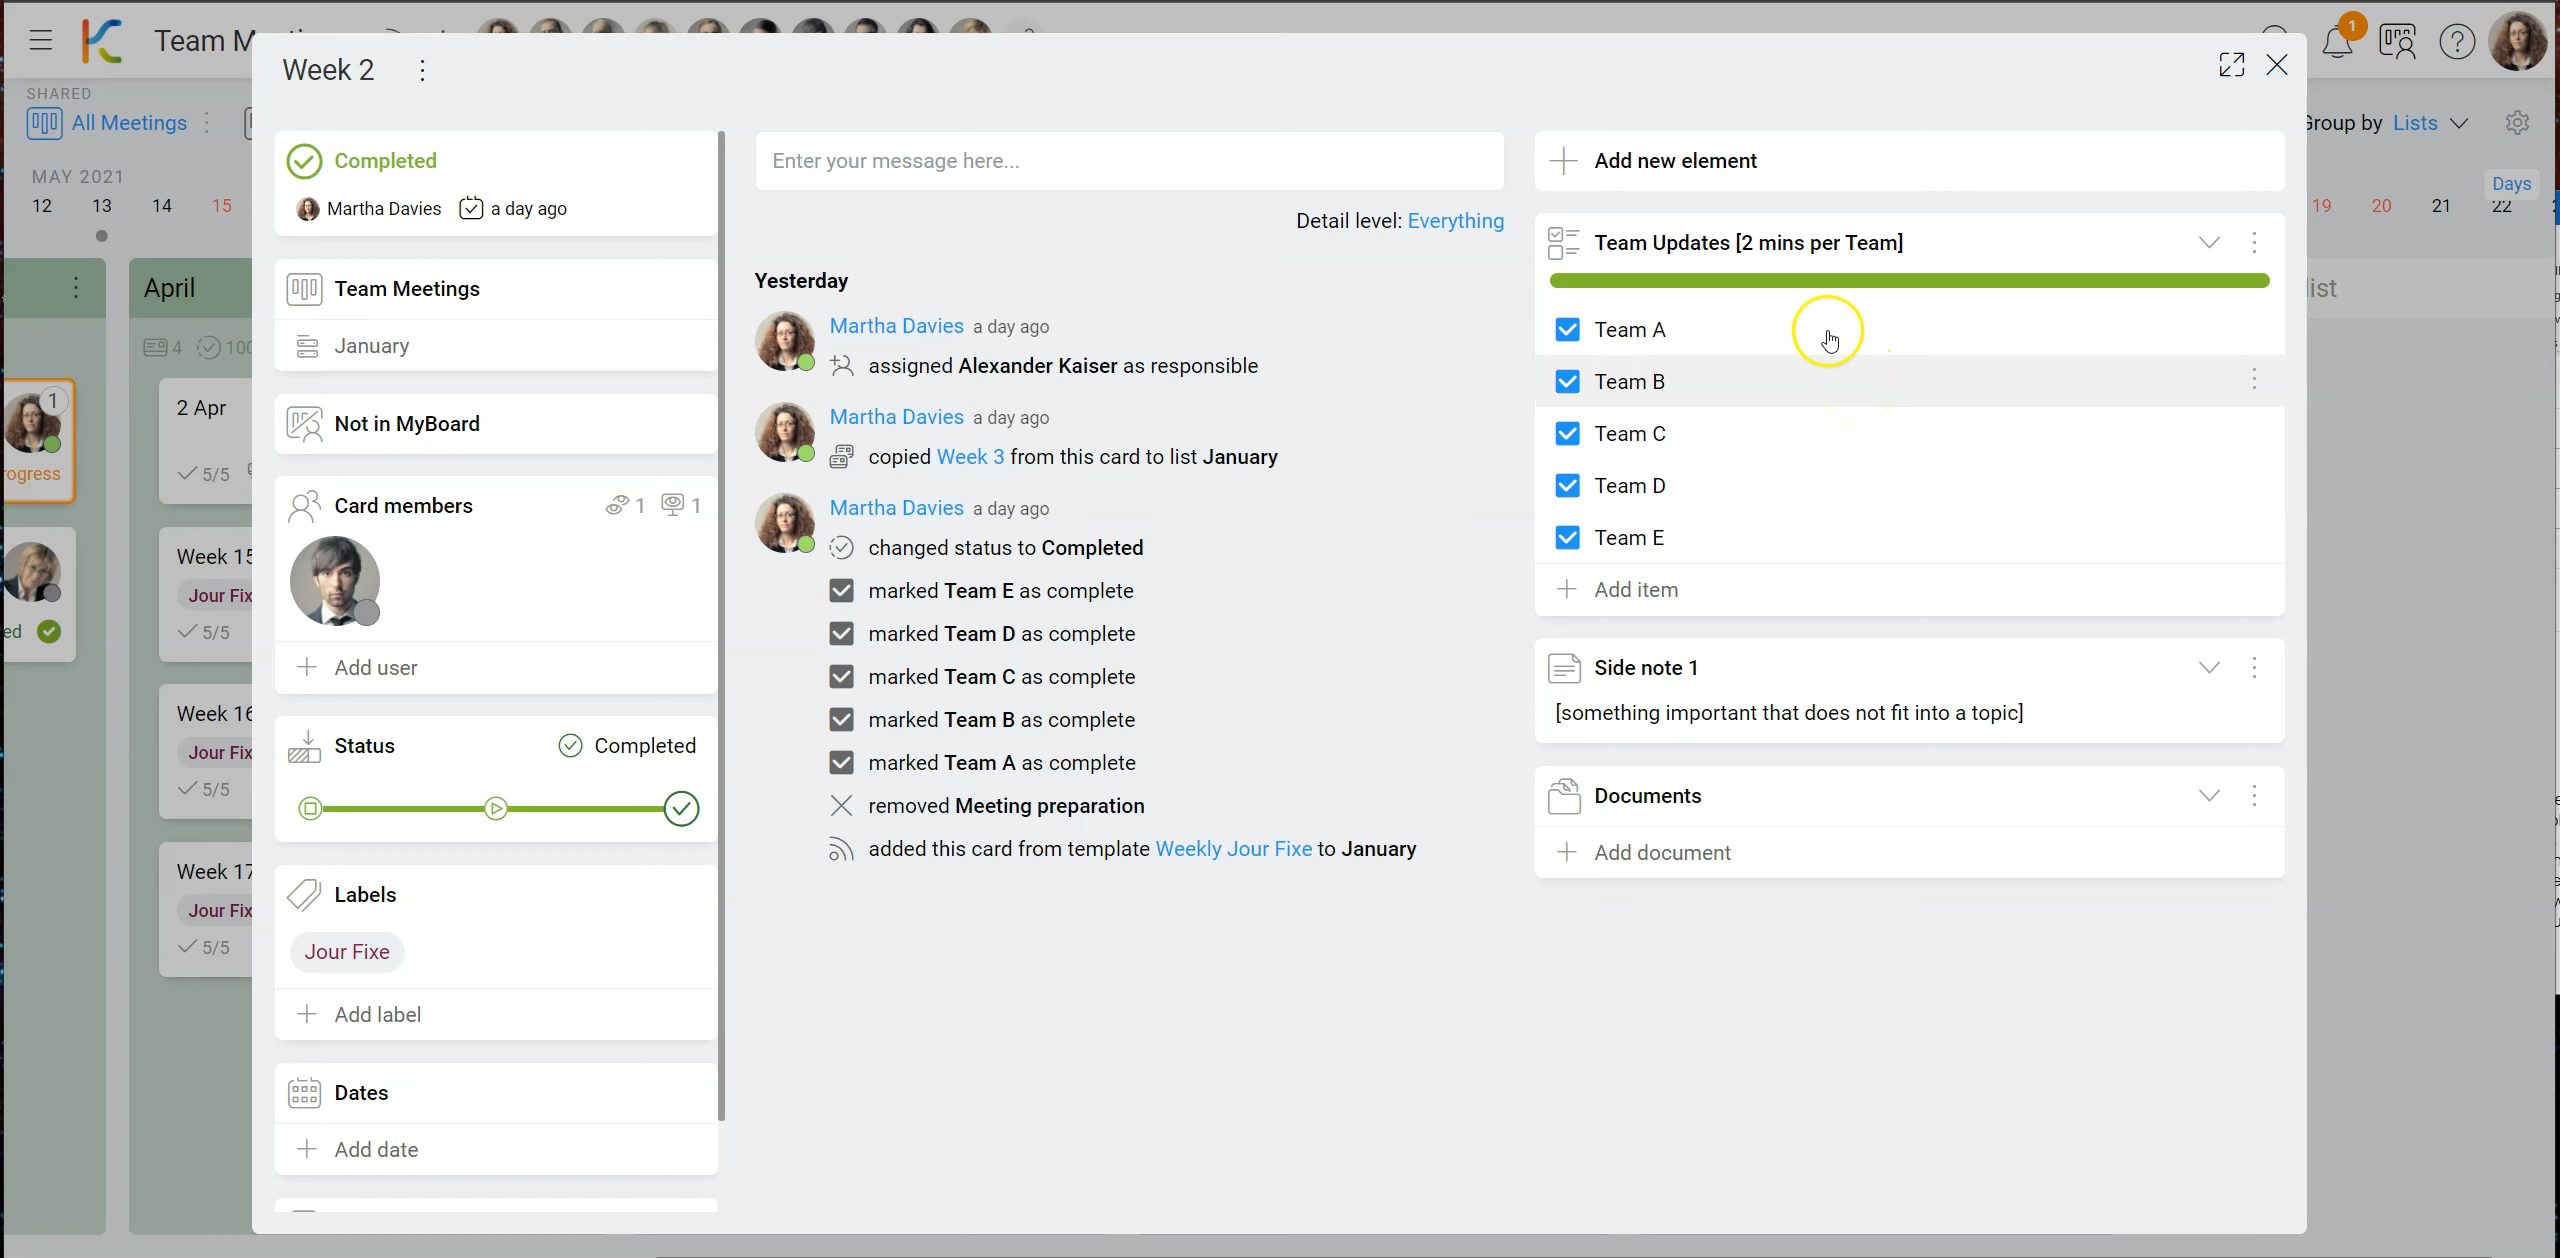 Team M
1
SHARED
All Meetings
Group by Lists
MAY 2021
Days
12 13 14 15
19 20 21 22
April
list
4 100
1
2 Apr
5/5
rogress
Week 15
Jour Fix
5/5
ed
Week 16
Jour Fix
5/5
Week 17
Jour Fix
5/5
Week 2
Completed
Martha Davies a day ago
Team Meetings
January
Not in MyBoard
Card members 1 1
Add user
Status Completed
Labels
Jour Fixe
Add label
Dates
Add date
Enter your message here...
Detail level: Everything
Yesterday
Martha Davies a day ago
assigned Alexander Kaiser as responsible
Martha Davies a day ago
copied Week 3 from this card to list January
Martha Davies a day ago
changed status to Completed
marked Team E as complete
marked Team D as complete
marked Team C as complete
marked Team B as complete
marked Team A as complete
removed Meeting preparation
added this card from template Weekly Jour Fixe to January
Add new element
Team Updates [2 mins per Team]
Team A
Team B
Team C
Team D
Team E
Add item
Side note 1
[something important that does not fit into a topic]
Documents
Add document